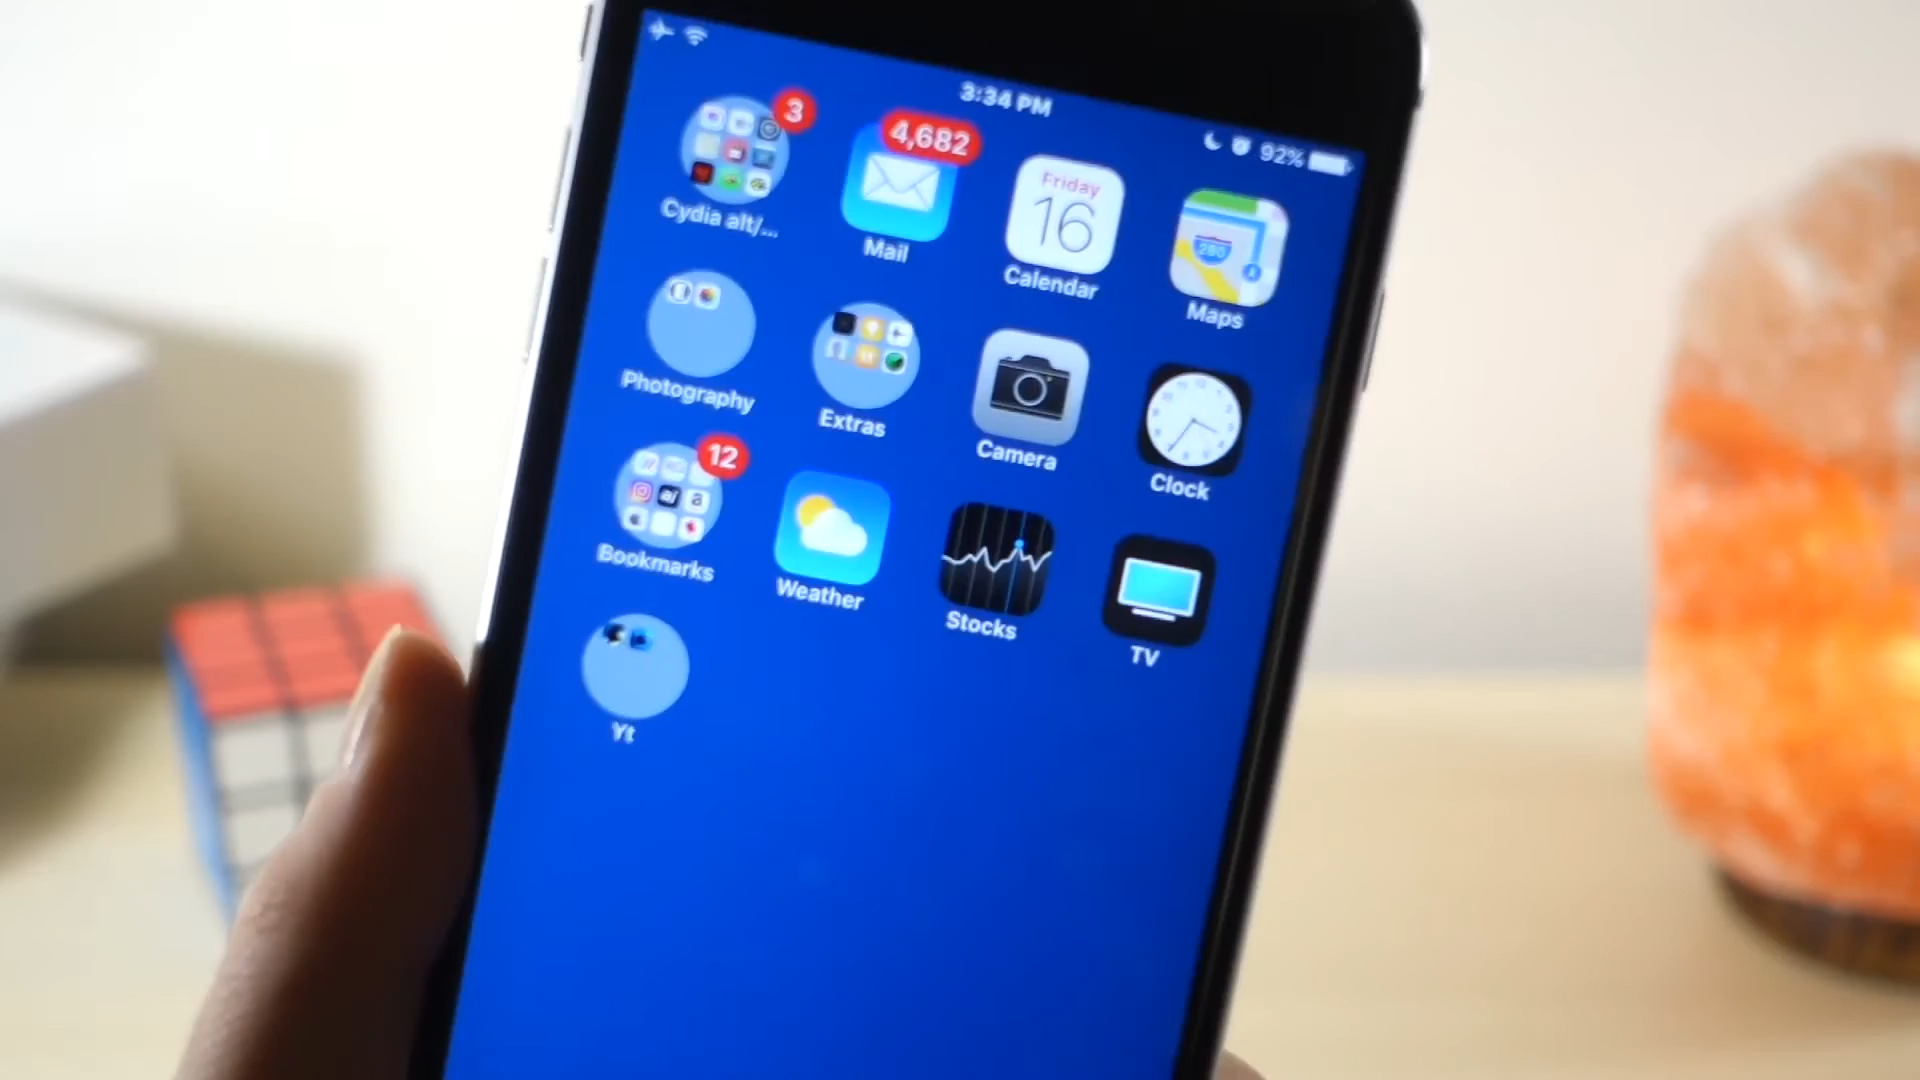 3:34 PM
92%
3
4,682
Friday
16
280
Cydia alt/...
Mail
Calendar
Maps
Photography
Extras
Camera
Clock
12
Bookmarks
Weather
Stocks
TV
Yt